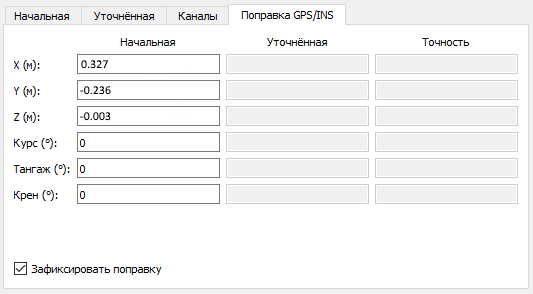 Начальная Уточнённая Каналы Поправка GPS/INS
Начальная Уточнённая Точность
X (м): 0.327
Y (м): -0.236
Z (м): -0.003
Курс (°): 0
Тангаж (°): 0
Крен (°): 0
Зафиксировать поправку